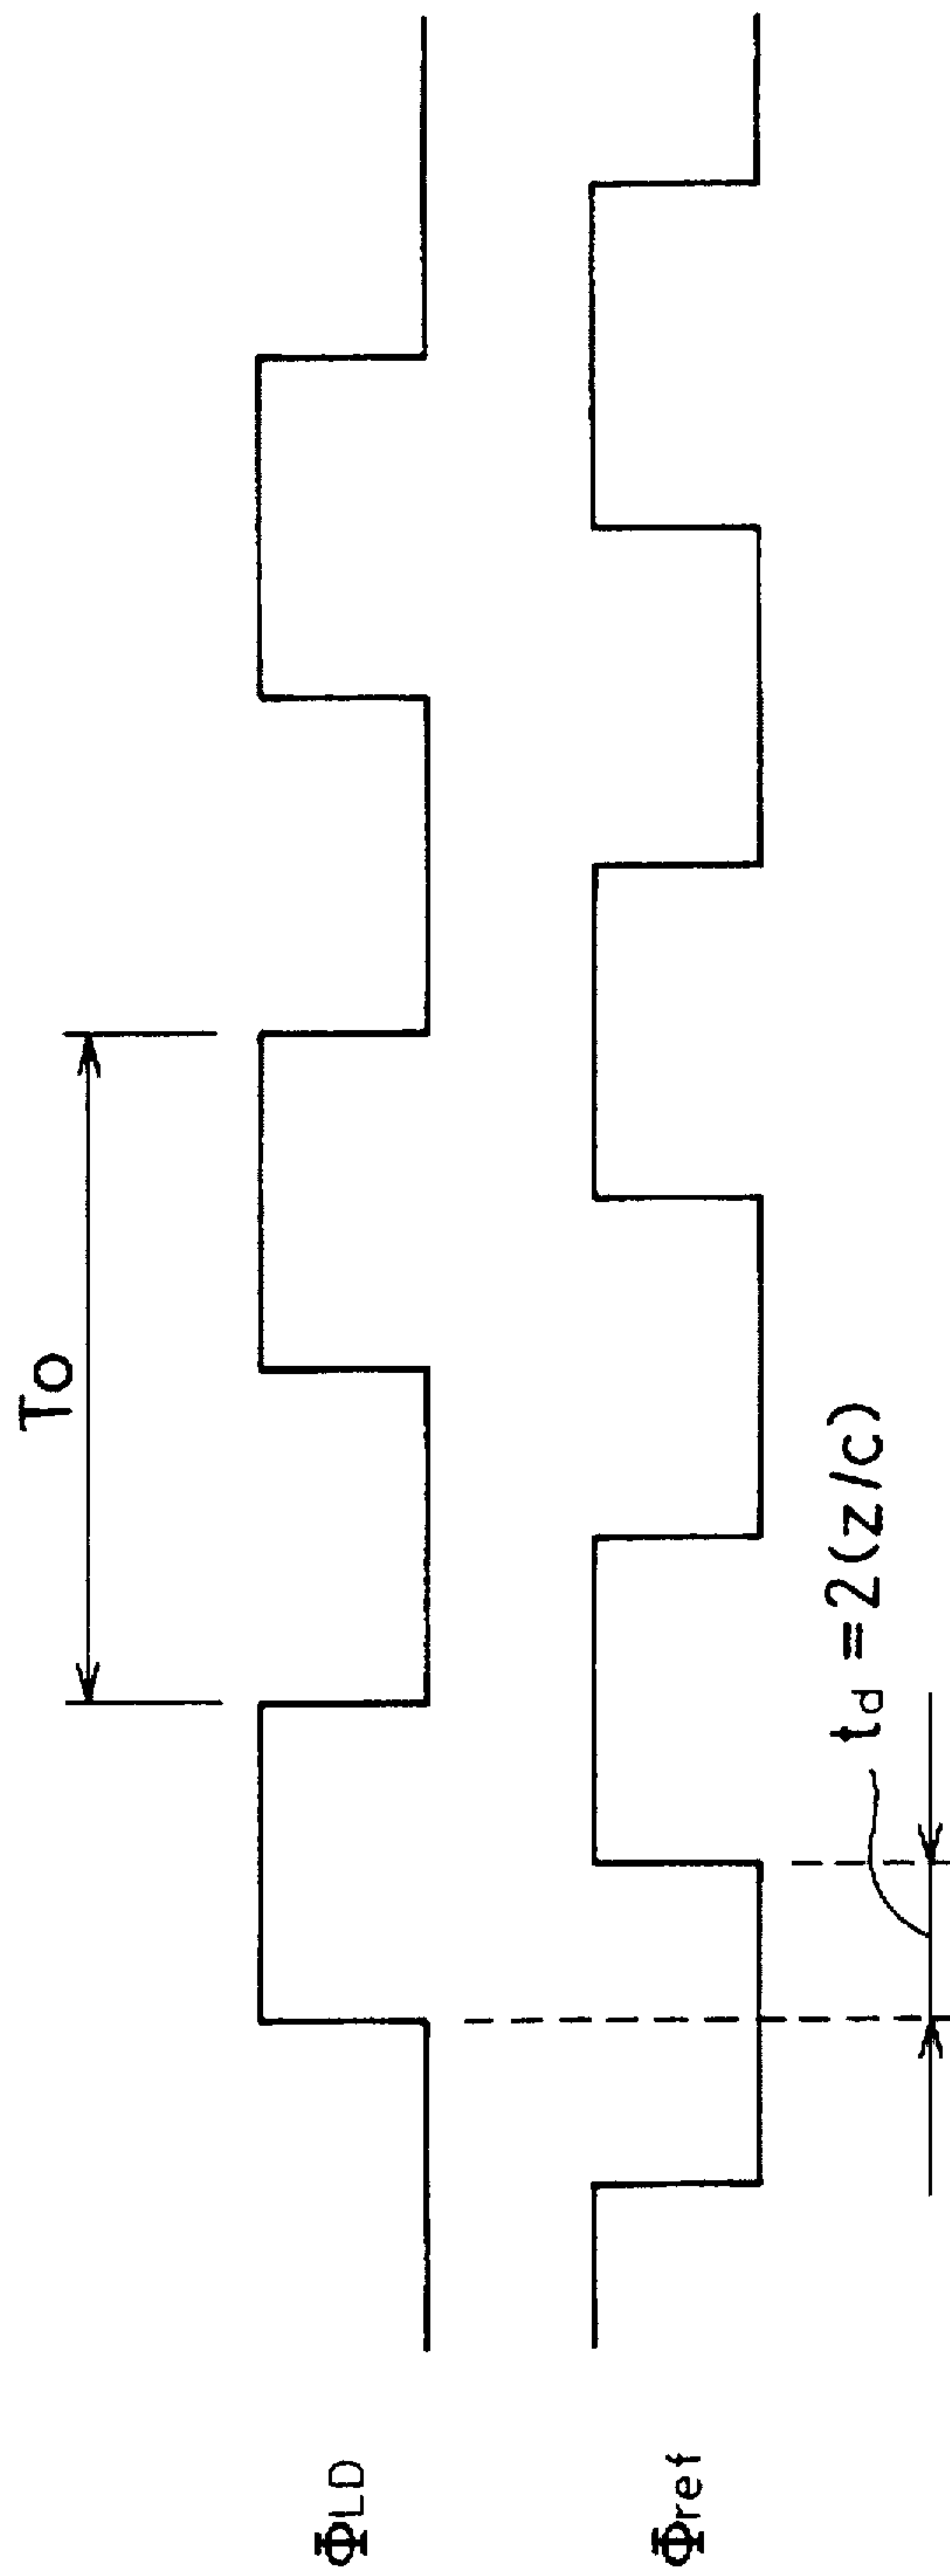 To
ΦLD
Φref
td = 2(z/c)